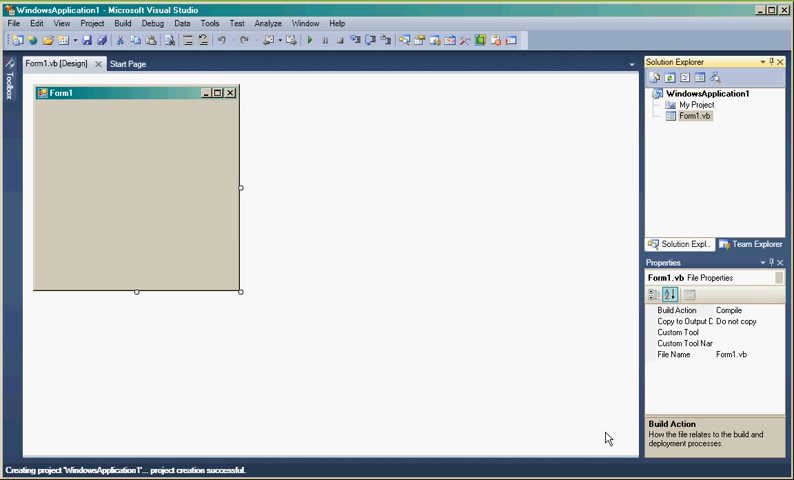 WindowsApplication1 - Microsoft Visual Studio
File Edit View Project Build Debug Data Tools Test Analyze Window Help
Toolbox
Form1.vb [Design] Start Page
Form1
Solution Explorer
WindowsApplication1
My Project
Form1.vb
Solution Expl.. Team Explorer
Properties
Form1.vb File Properties
Build Action Compile
Copy to Output D Do not copy
Custom Tool
Custom Tool Nar
File Name Form1.vb
Build Action
How the file relates to the build and
deployment processes.
Creating project 'WindowsApplication1'... project creation successful.